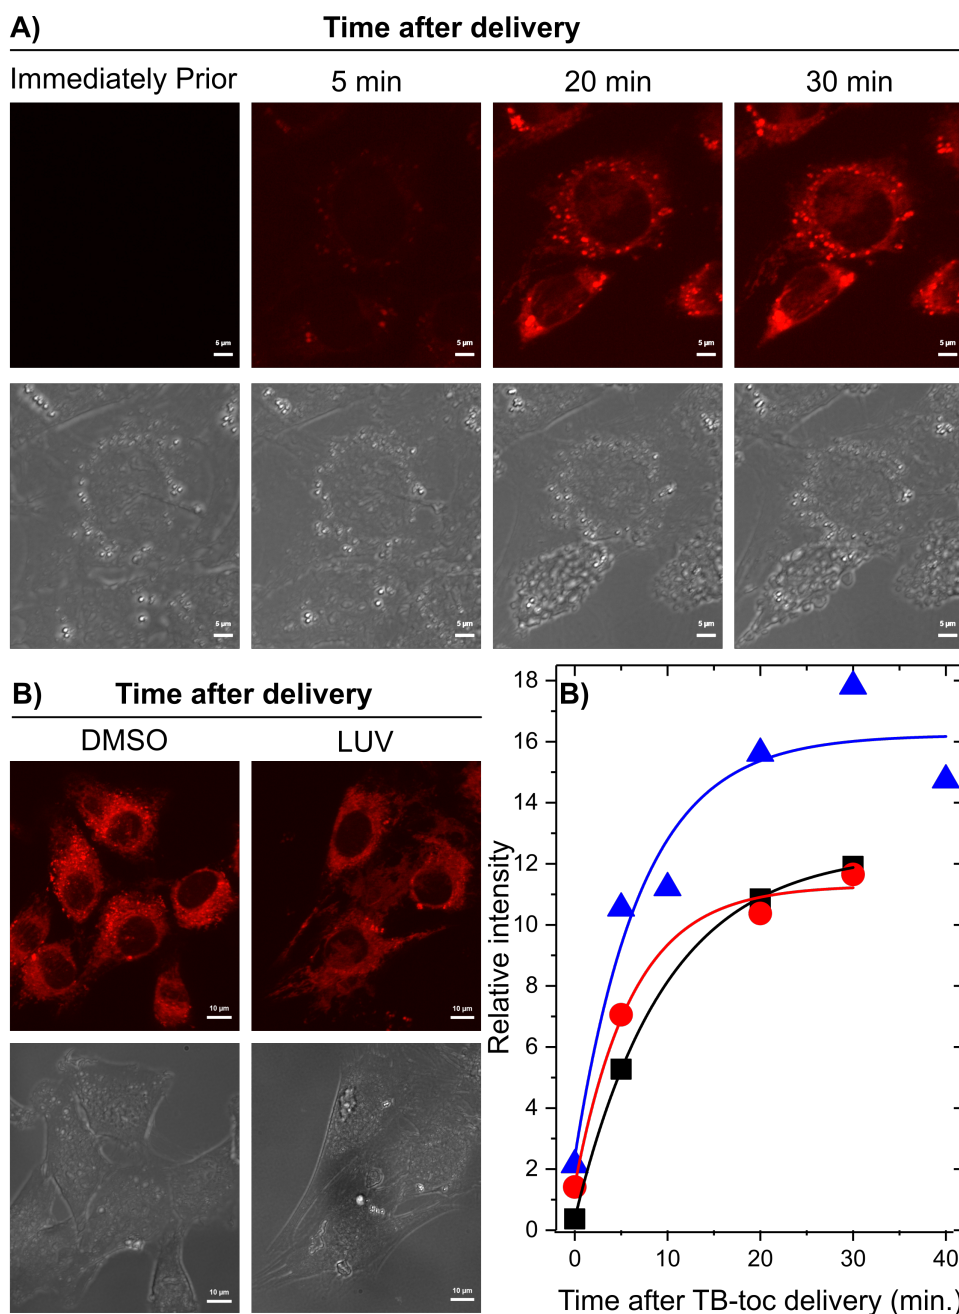 A) Time after delivery
Immediately Prior 5 min 20 min 30 min
5 µm 5 µm 5 µm 5 µm
5 µm 5 µm 5 µm 5 µm
B) Time after delivery
DMSO LUV
10 µm 10 µm
10 µm 10 µm
B)
18
16
14
12
10
8
6
4
2
0
Relative intensity
0 10 20 30 40
Time after TB-toc delivery (min.)